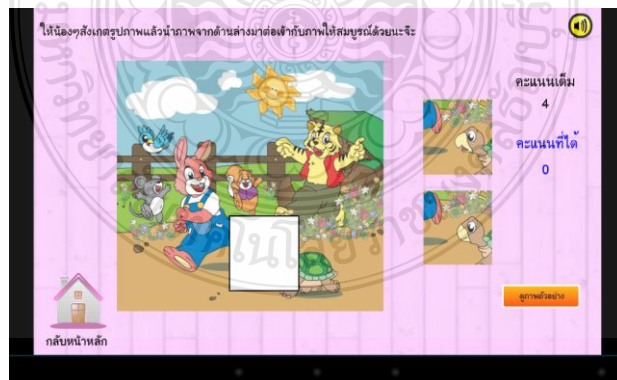 ให้น้องๆสังเกตรูปภาพแล้วนำภาพจากด้านล่างมาต่อเข้ากับภาพให้สมบูรณ์ด้วยนะจ๊ะ
คะแนนเต็ม
4
คะแนนที่ได้
0
ดูภาพตัวอย่าง
กลับหน้าหลัก